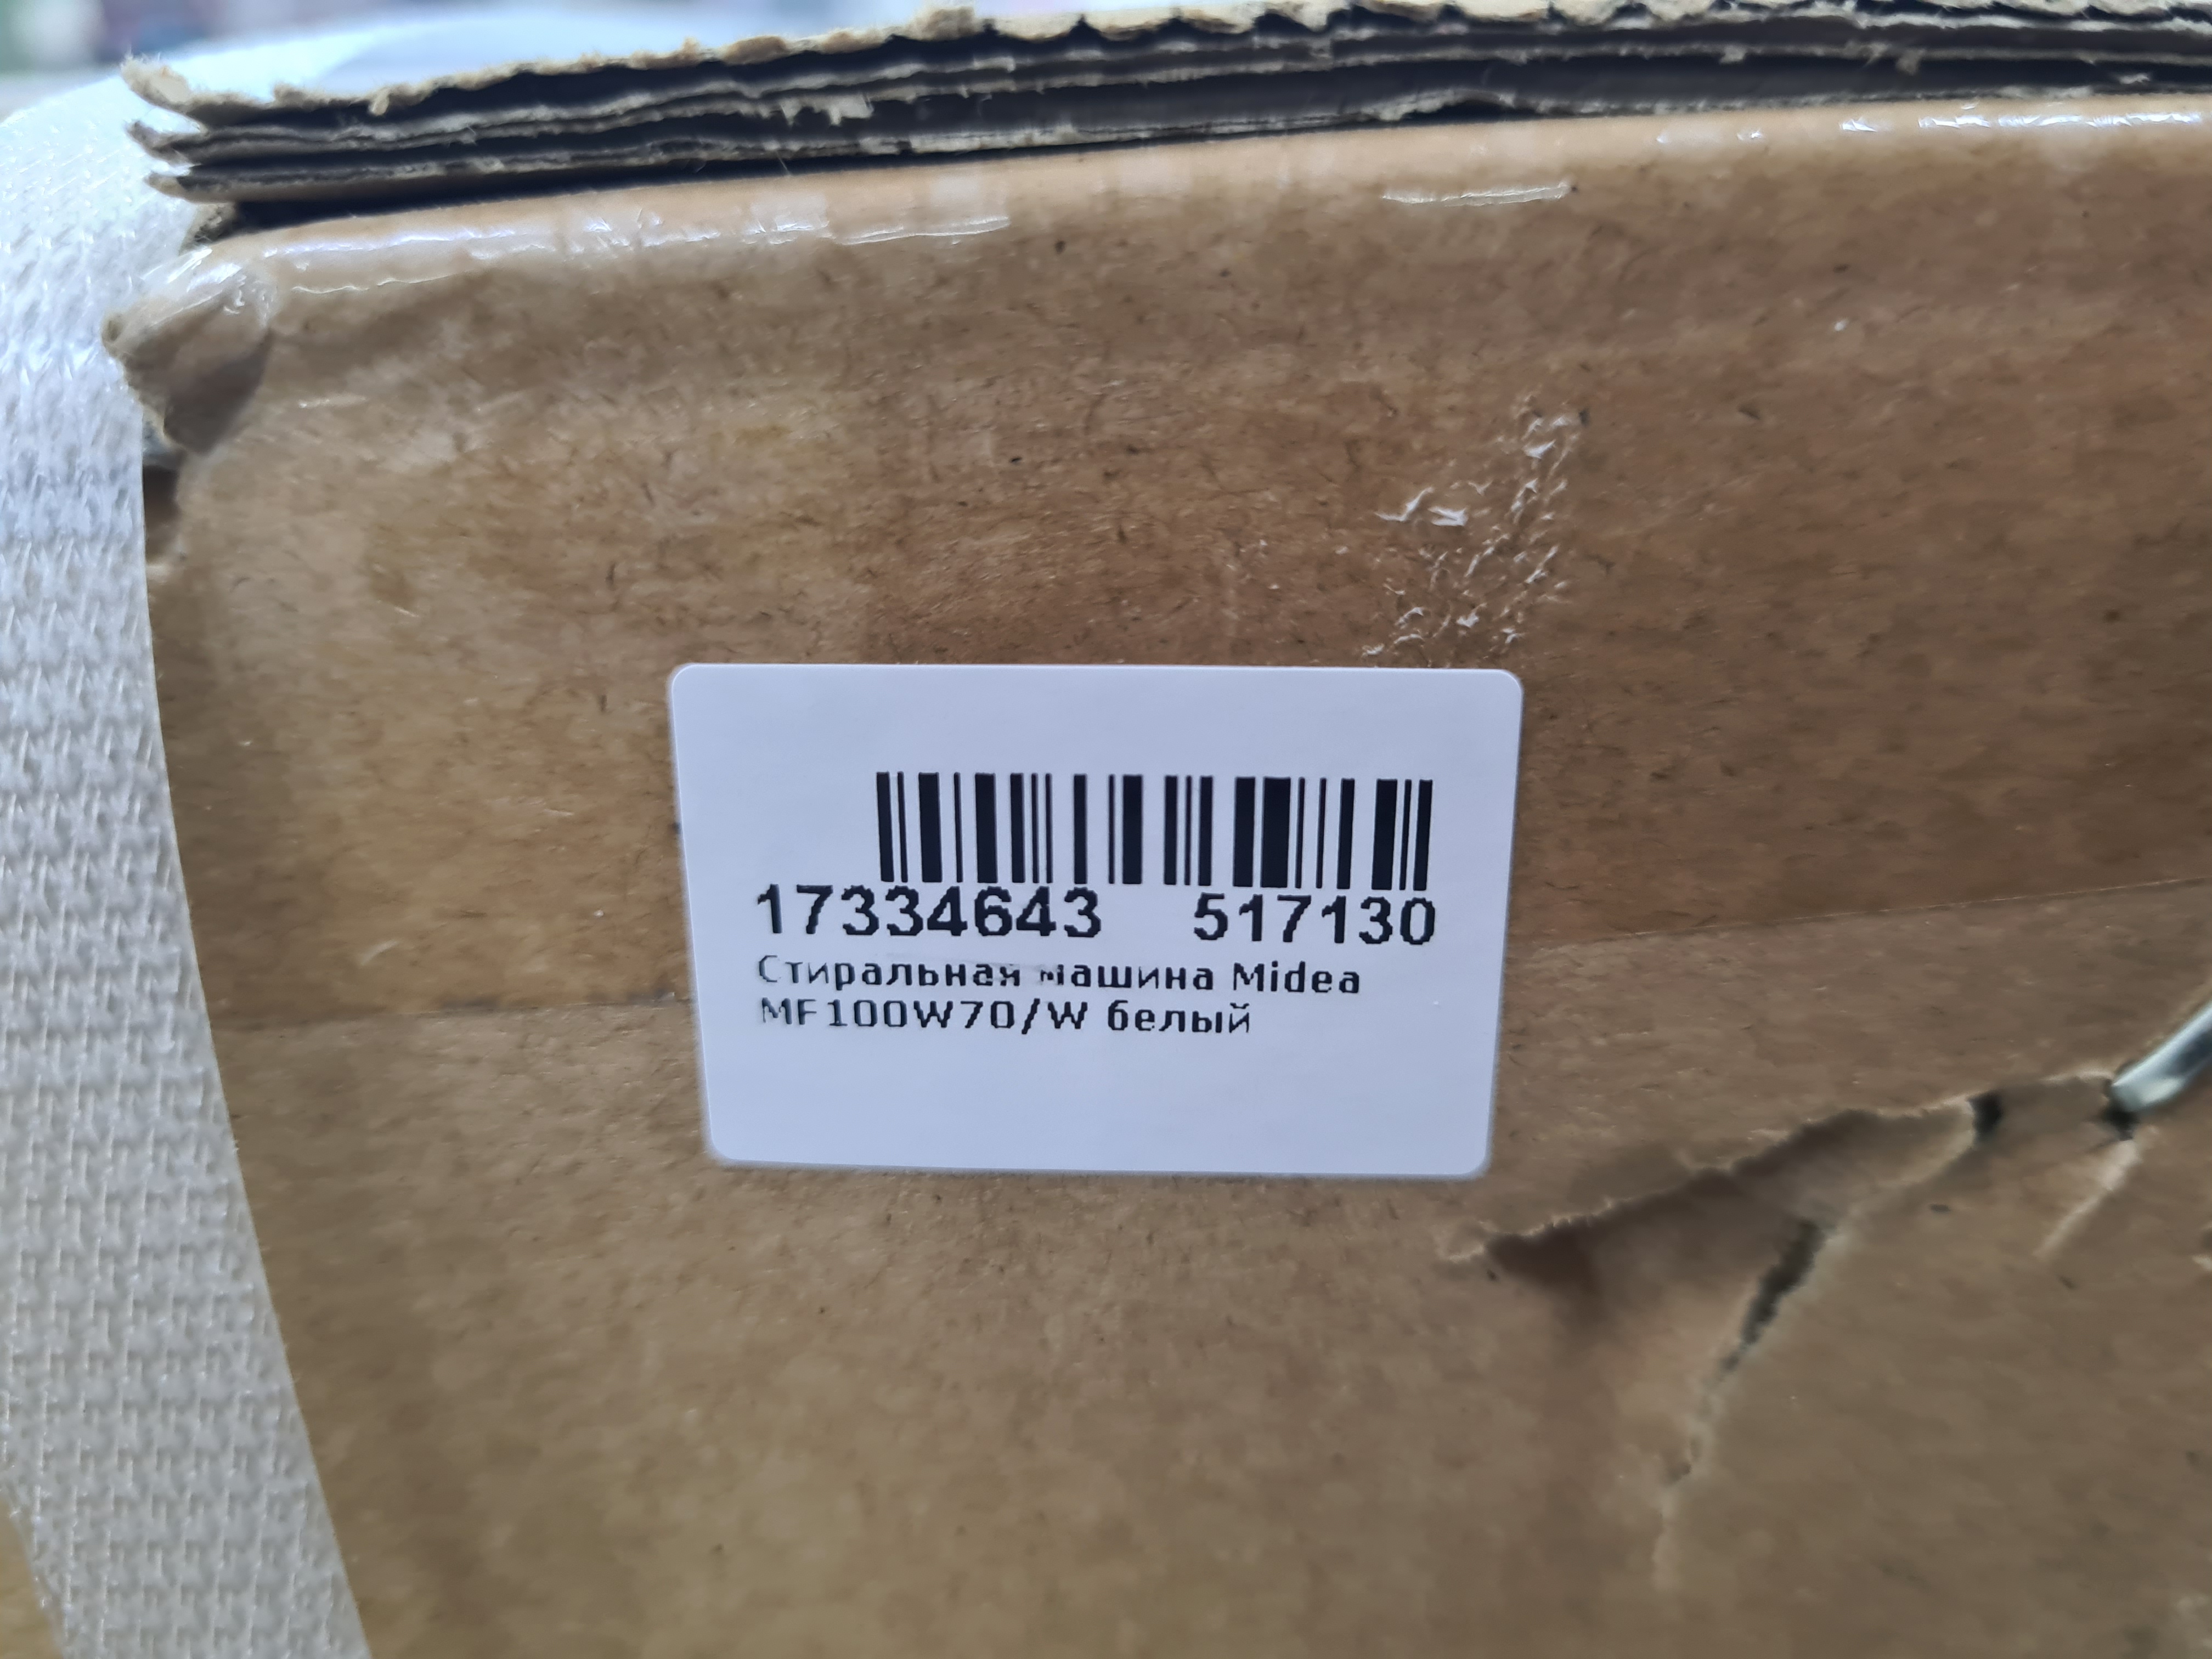 17334643 517130
Стиральная машина Midea
MF100W70/W белый